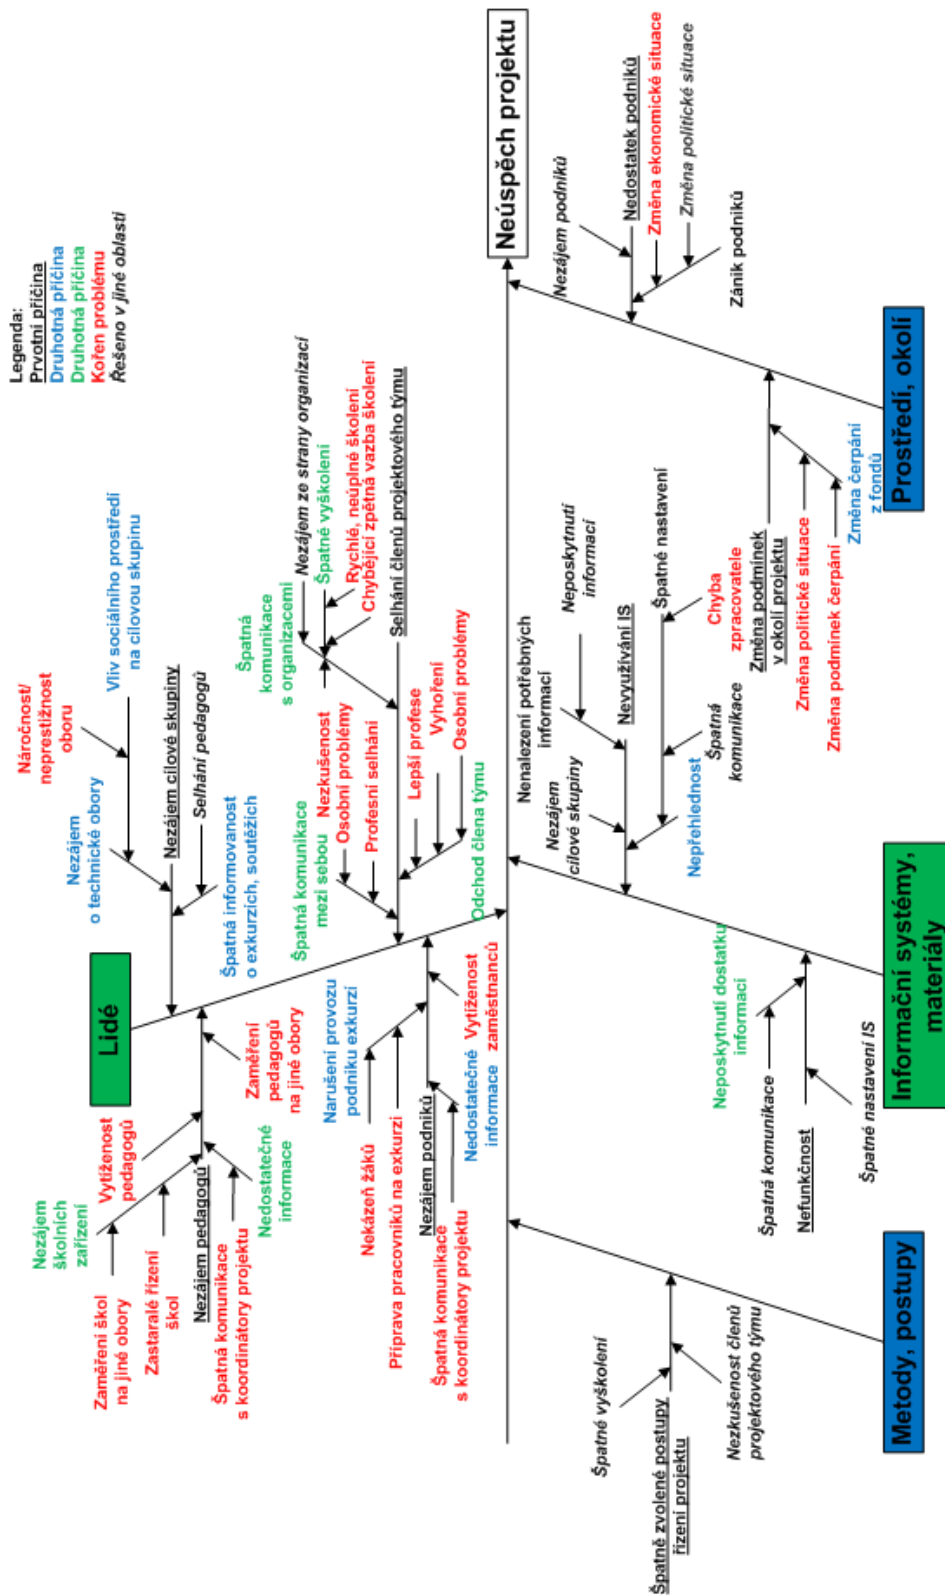 Legenda:
Prvotní příčina
Druhotná příčina
Druhotná příčina
Kořen problému
Řešeno v jiné oblasti
Lidé
Nezájem
školních
zařízení
Zaměření škol
na jiné obory
Zastaralé řízení
škol
Vytíženost
pedagogů
Nezájem pedagogů
Špatná komunikace
s koordinátory projektu
Nedostatečné
informace
Zaměření
pedagogů
na jiné obory
Nezájem
o technické obory
Náročnost/
neprestižnost
oboru
Vliv sociálního prostředí
na cílovou skupinu
Nezájem cílové skupiny
Selhání pedagogů
Špatná informovanost
o exkurzích, soutěžích
Narušení provozu
podniku exkurzí
Nekázeň žáků
Příprava pracovníků na exkurzi
Nezájem podniků
Špatná komunikace
s koordinátory projektu
Nedostatečné
informace
Vytíženost
zaměstnanců
Špatná komunikace
mezi sebou
Nezkušenost
Osobní problémy
Profesní selhání
Špatná
komunikace
s organizacemi
Nezájem ze strany organizací
Špatné vyškolení
Rychlé, neúplné školení
Chybějící zpětná vazba školení
Selhání členů projektového týmu
Lepší profese
Vyhoření
Osobní problémy
Odchod člena týmu
Neúspěch projektu
Špatné vyškolení
Špatně zvolené postupy
řízení projektu
Nezkušenost členů
projektového týmu
Metody, postupy
Neposkytnutí dostatku
informací
Špatná komunikace
Nefunkčnost
Špatné nastavení IS
Nenalezení potřebných
informací
Nezájem
cílové skupiny
Neposkytnutí
informací
Nevyužívání IS
Špatné nastavení
Nepřehlednost
Špatná
komunikace
Chyba
zpracovatele
Informační systémy,
materiály
Změna podmínek
v okolí projektu
Změna politické situace
Změna podmínek čerpání
Změna čerpání
z fondů
Nezájem podniků
Nedostatek podniků
Změna ekonomické situace
Změna politické situace
Zánik podniků
Prostředí, okolí